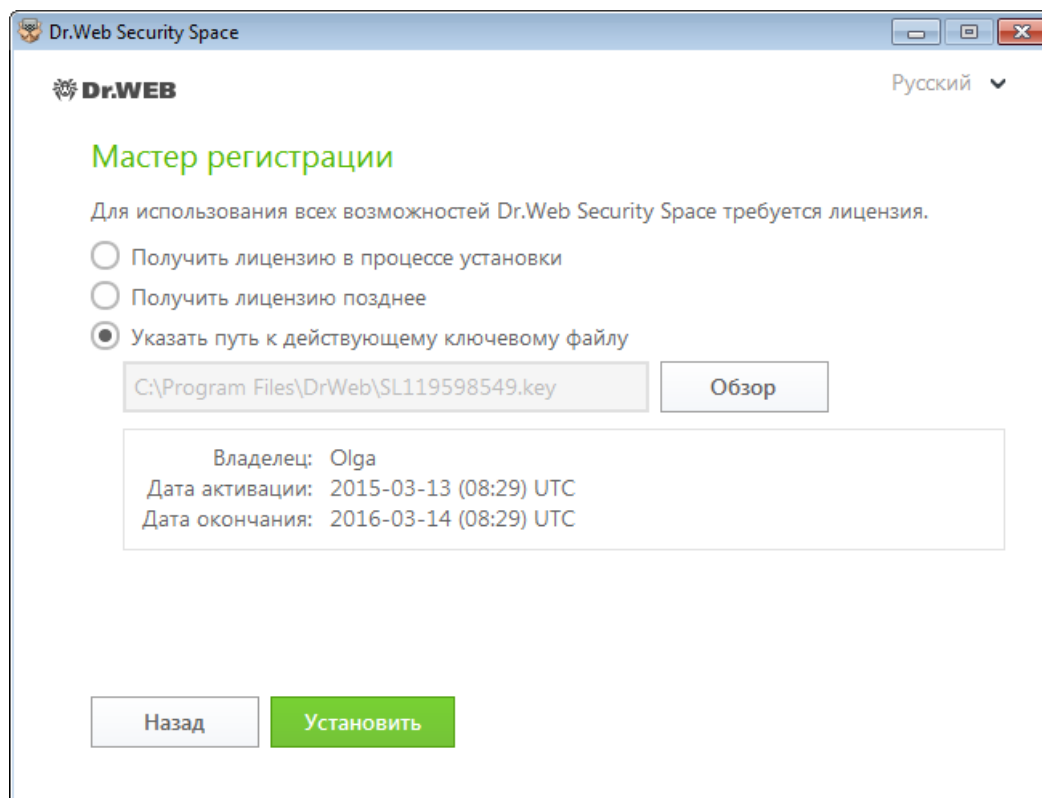 Dr.Web Security Space
Dr.WEB
Русский
Мастер регистрации
Для использования всех возможностей Dr.Web Security Space требуется лицензия.
Получить лицензию в процессе установки
Получить лицензию позднее
Указать путь к действующему ключевому файлу
C:\Program Files\DrWeb\SL119598549.key
Обзор
Владелец: Olga
Дата активации: 2015-03-13 (08:29) UTC
Дата окончания: 2016-03-14 (08:29) UTC
Назад
Установить